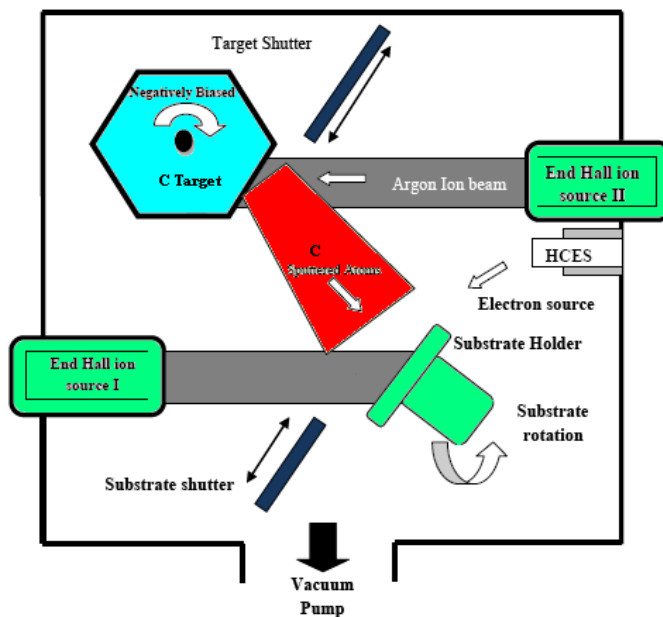 Target Shutter
Negatively Biased
C Target
End Hall ion
source II
Argon Ion beam
HCES
C
Sputtered Atoms
Electron source
Substrate Holder
End Hall ion
source I
Substrate
rotation
Substrate shutter
Vacuum
Pump